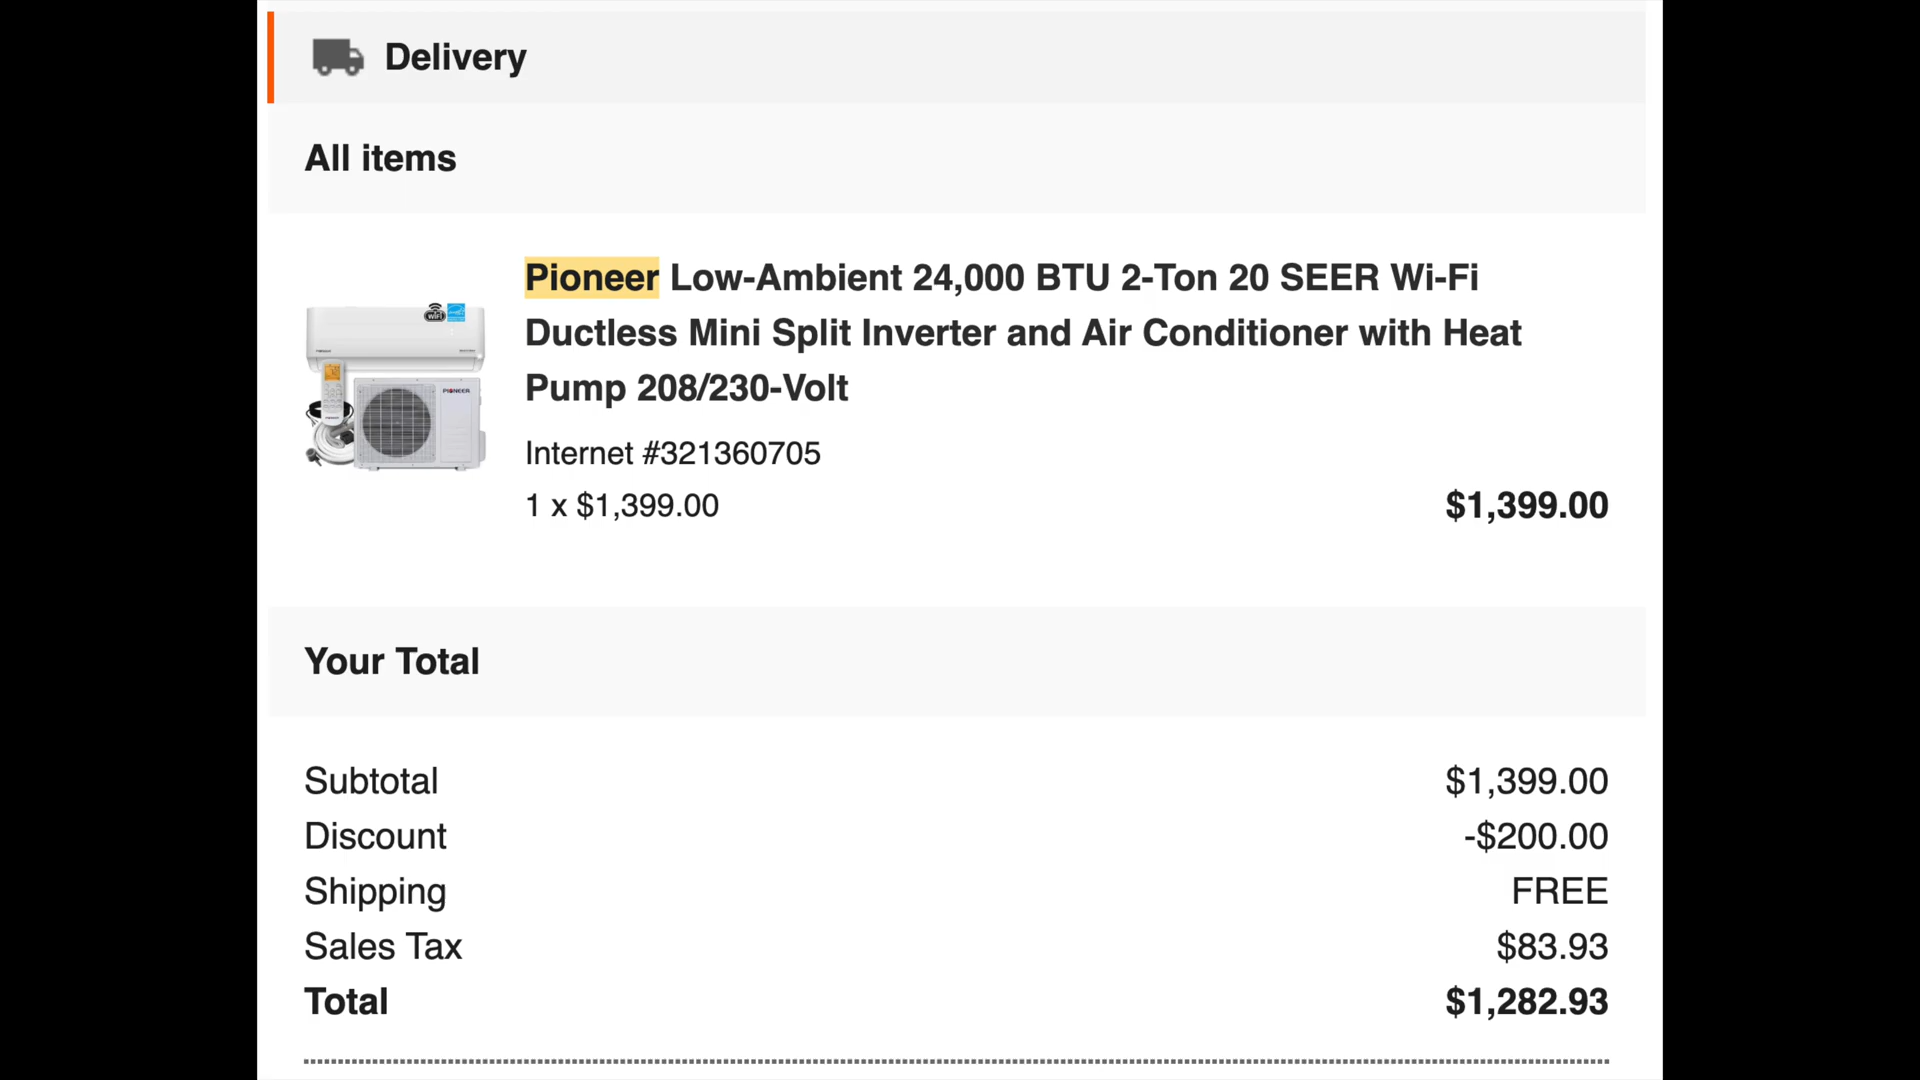 Delivery
All items
Pioneer Low-Ambient 24,000 BTU 2-Ton 20 SEER Wi-Fi
Ductless Mini Split Inverter and Air Conditioner with Heat
Pump 208/230-Volt
WiFi
PIONEER
Internet #321360705
1 x $1,399.00
$1,399.00
Your Total
Subtotal
$1,399.00
Discount
-$200.00
Shipping
FREE
Sales Tax
$83.93
Total
$1,282.93